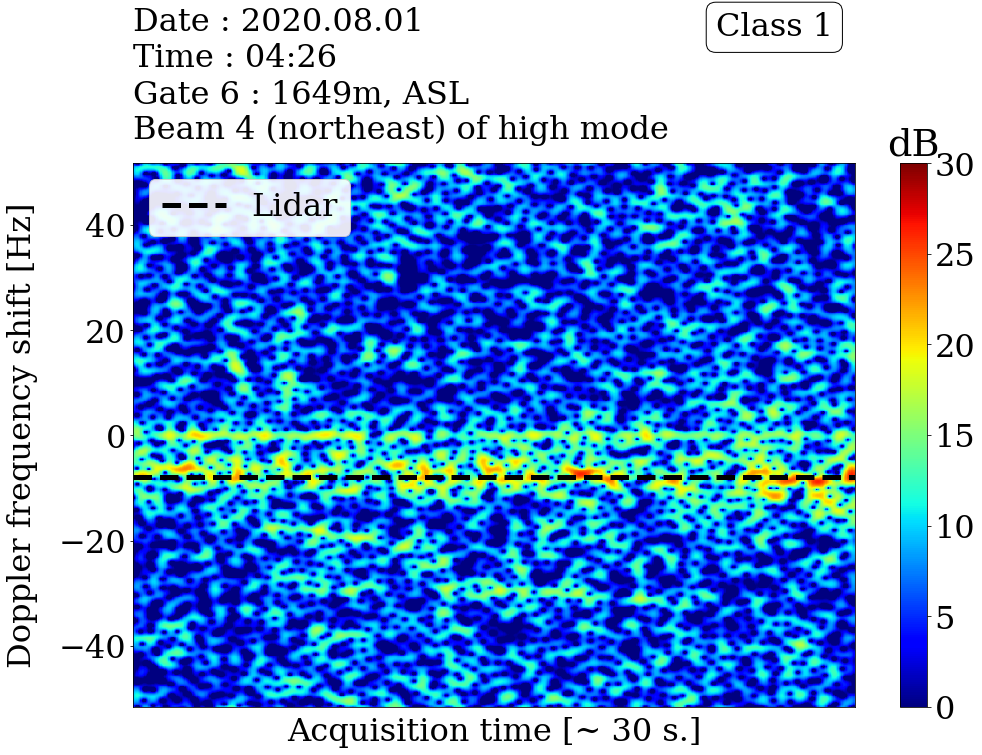 Date : 2020.08.01
Time : 04:26
Gate 6 : 1649m, ASL
Beam 4 (northeast) of high mode
Class 1
dB
Lidar
Doppler frequency shift [Hz]
40
20
0
−20
−40
Acquisition time [~ 30 s.]
30
25
20
15
10
5
0